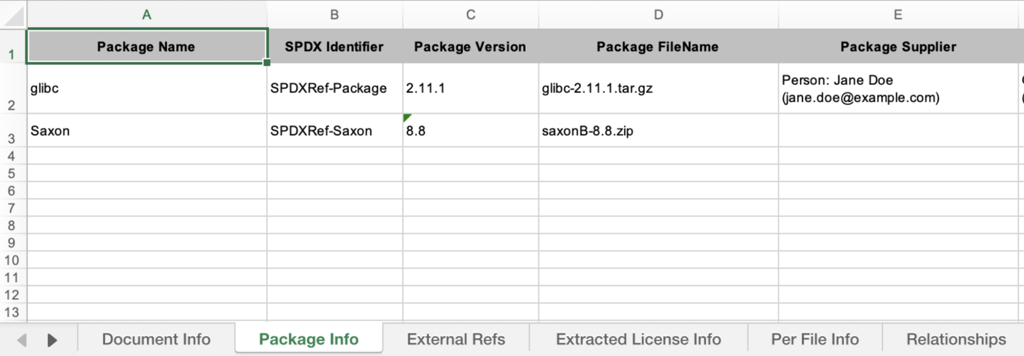 A B C D E
1 Package Name SPDX Identifier Package Version Package FileName Package Supplier
2 glibc SPDXRef-Package 2.11.1 glibc-2.11.1.tar.gz Person: Jane Doe
(jane.doe@example.com)
3 Saxon SPDXRef-Saxon 8.8 saxonB-8.8.zip
4
5
6
7
8
9
10
11
12
13
Document Info Package Info External Refs Extracted License Info Per File Info Relationships